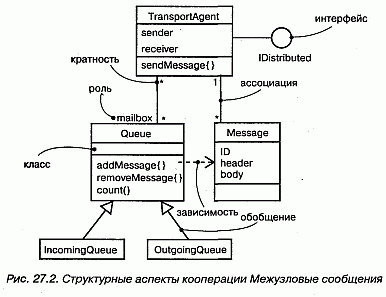 TransportAgent
sender
receiver
sendMessage{}
интерфейс
IDistributed
кратность
*
1
ассоциация
роль
mailbox
*
*
Queue
Message
класс
addMessage{}
removeMessage{}
count{}
ID
header
body
зависимость
обобщение
IncomingQueue
OutgoingQueue
Рис. 27.2. Структурные аспекты кооперации Межузловые сообщения